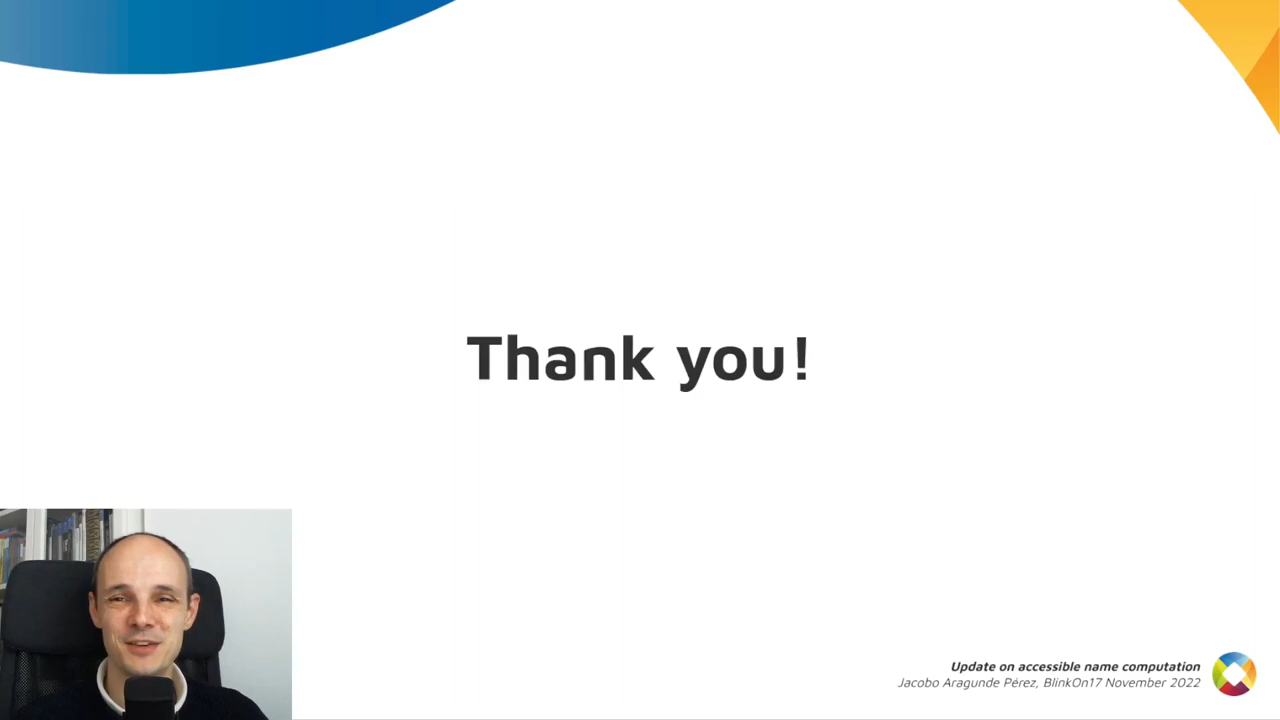 Thank you!
Update on accessible name computation
Jacobo Aragunde Pérez, BlinkOn17 November 2022